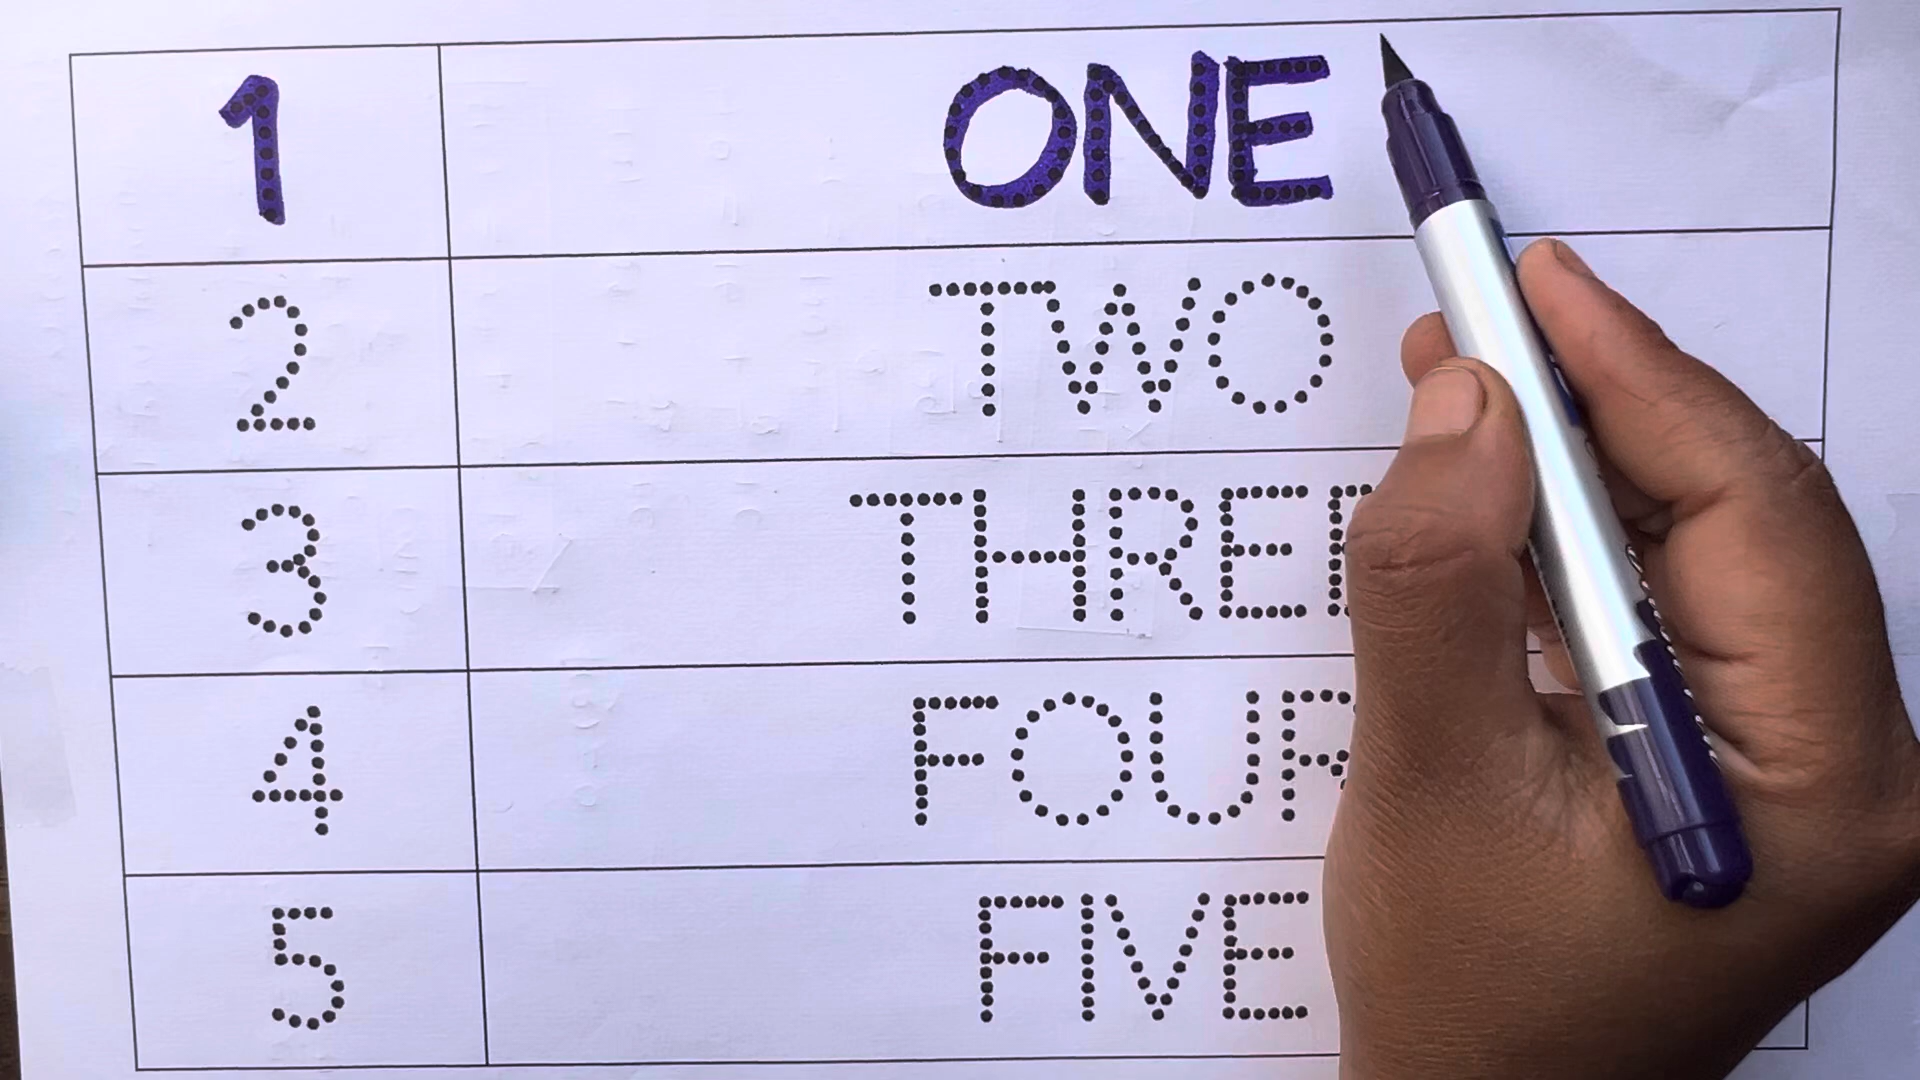 1 ONE
2 TWO
3 THREE
4 FOUR
5 FIVE